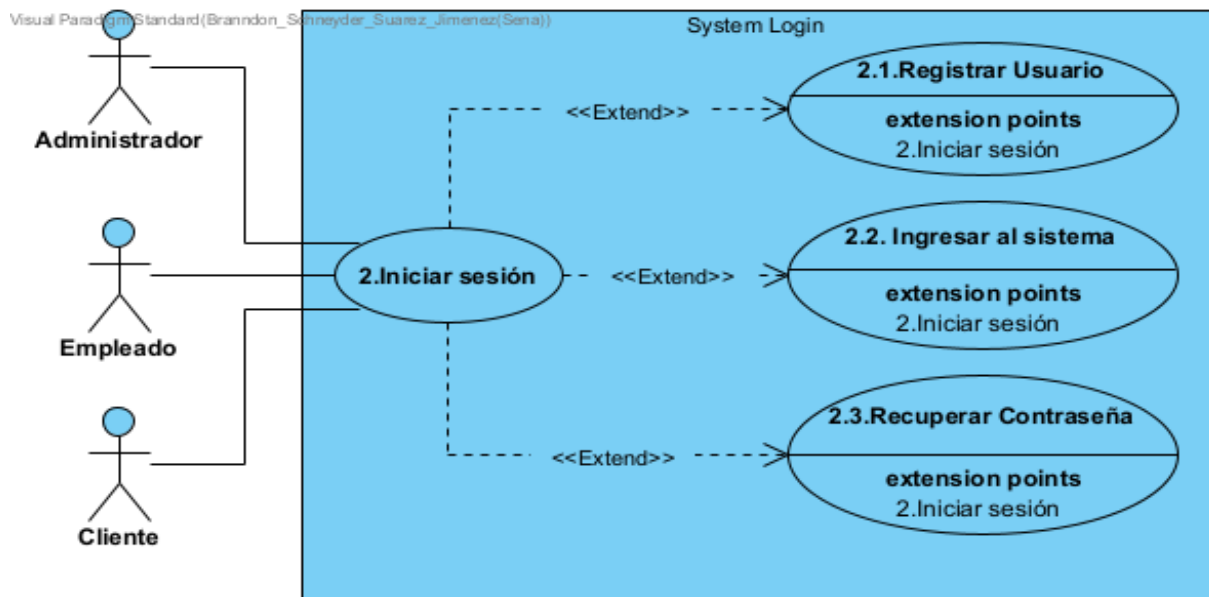 Visual Paradigm Standard(Branndon_Schneyder_Suarez_Jimenez(Sena))
System Login
Administrador
Empleado
Cliente
2.Iniciar sesión
<<Extend>>
<<Extend>>
<<Extend>>
2.1.Registrar Usuario
extension points
2.Iniciar sesión
2.2. Ingresar al sistema
extension points
2.Iniciar sesión
2.3.Recuperar Contraseña
extension points
2.Iniciar sesión